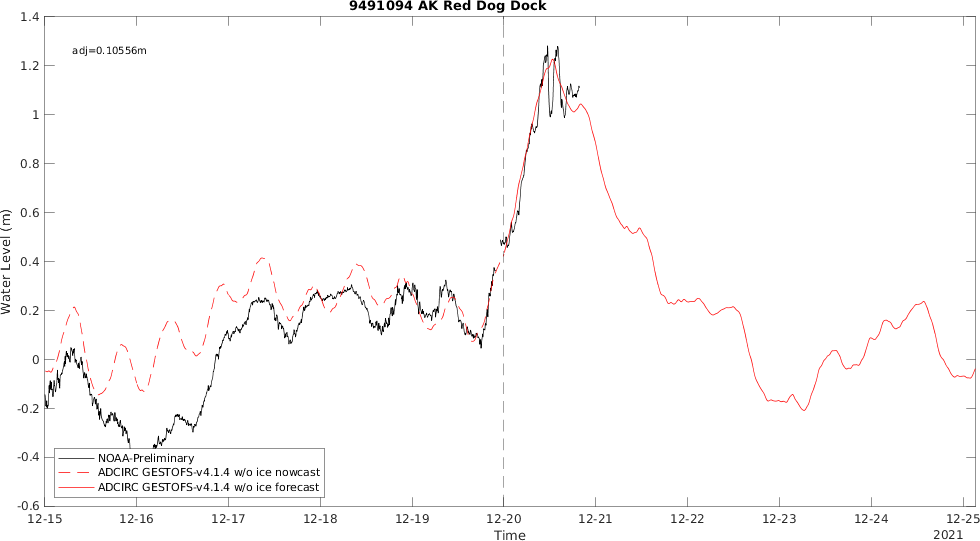 9491094 AK Red Dog Dock
adj=0.10556m
Water Level (m)
1.4
1.2
1
0.8
0.6
0.4
0.2
0
-0.2
-0.4
-0.6
NOAA-Preliminary
ADCIRC GESTOFS-v4.1.4 w/o ice nowcast
ADCIRC GESTOFS-v4.1.4 w/o ice forecast
12-15 12-16 12-17 12-18 12-19 12-20 12-21 12-22 12-23 12-24 12-25
Time
2021